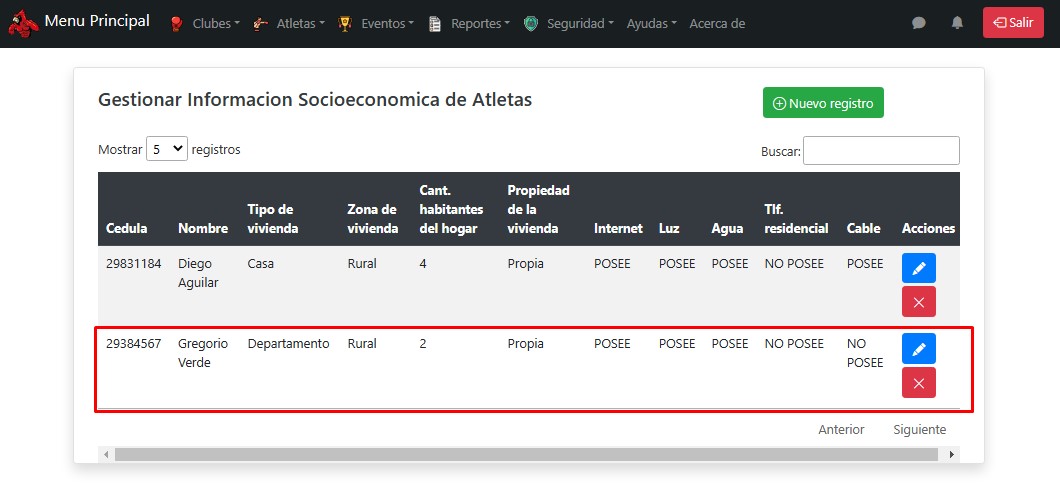 Menu Principal Clubes Atletas Eventos Reportes Seguridad Ayudas Acerca de Salir
Gestionar Informacion Socioeconomica de Atletas
Nuevo registro
Mostrar 5 registros
Buscar:
Cedula Nombre Tipo de vivienda Zona de vivienda Cant. habitantes del hogar Propiedad de la vivienda Internet Luz Agua Tlf. residencial Cable Acciones
29831184 Diego Aguilar Casa Rural 4 Propia POSEE POSEE POSEE NO POSEE POSEE
29384567 Gregorio Verde Departamento Rural 2 Propia POSEE POSEE POSEE NO POSEE NO POSEE
Anterior Siguiente